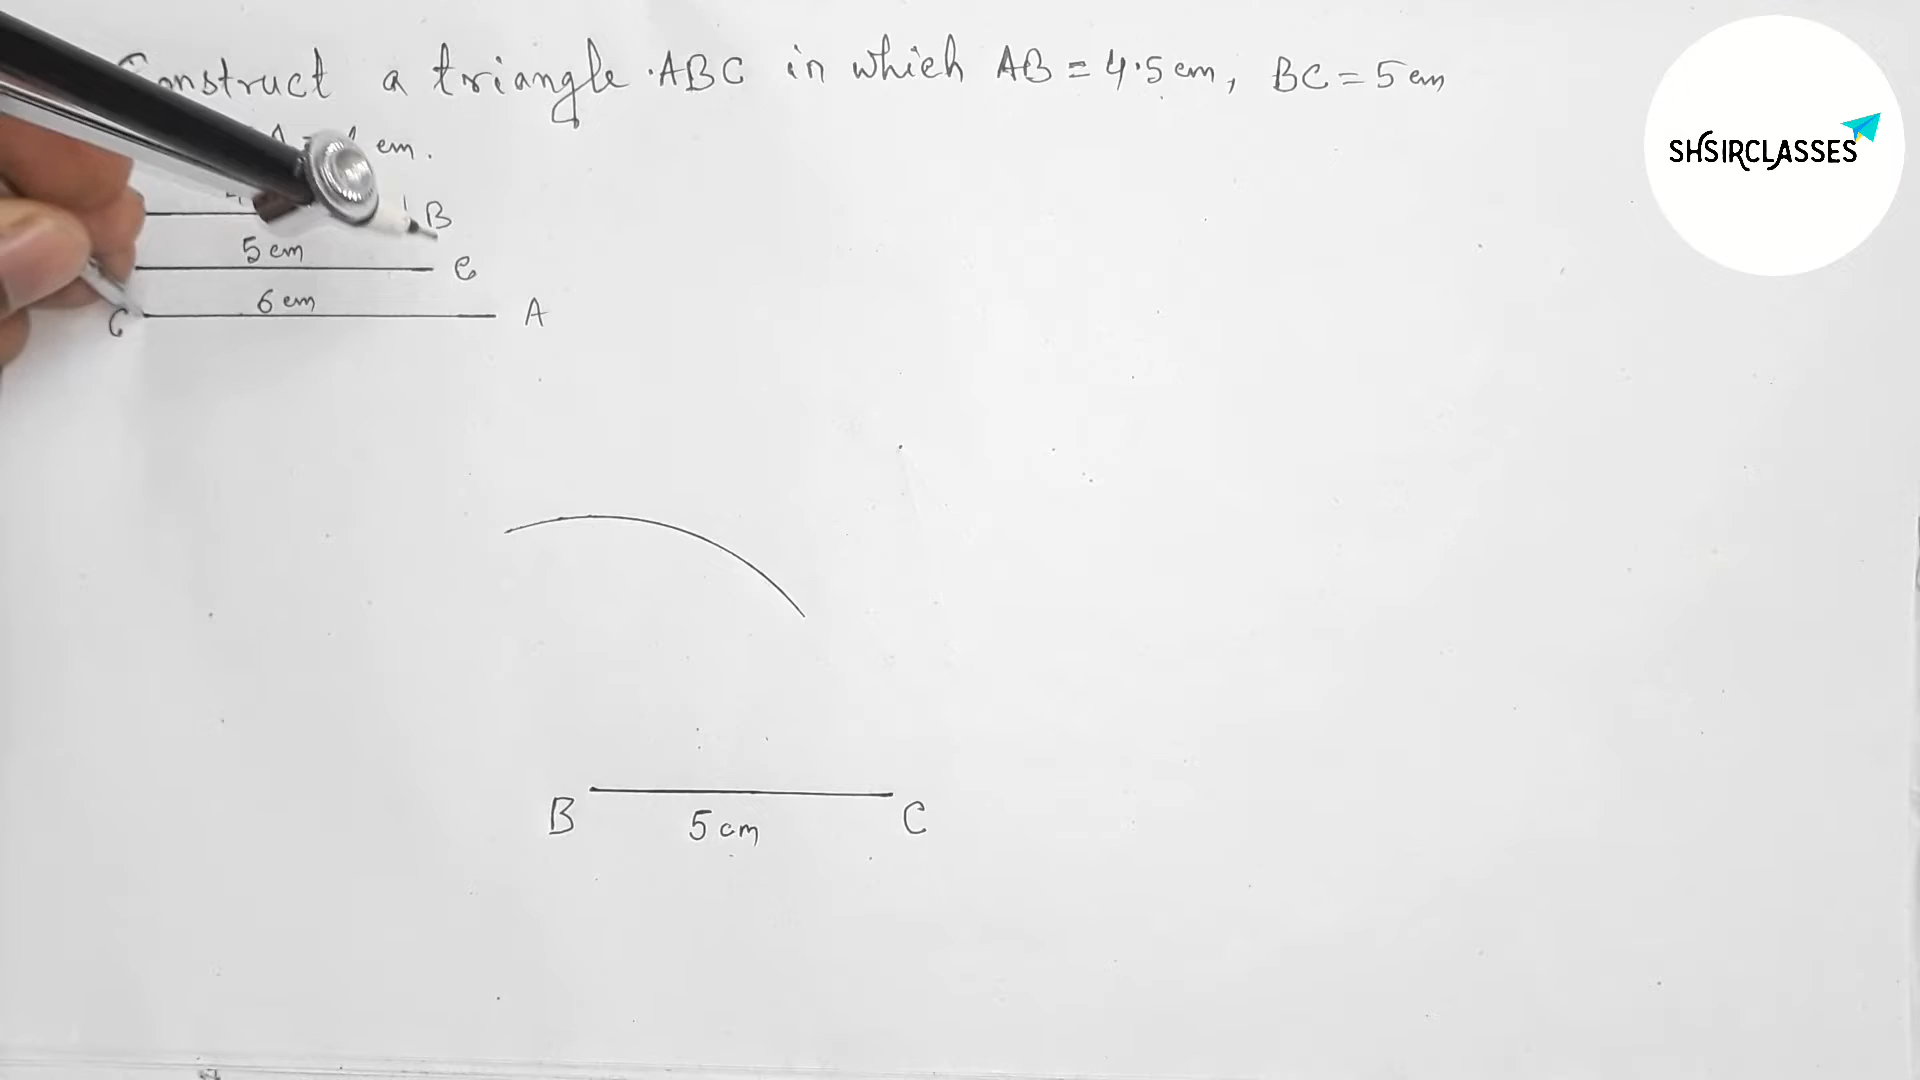 Construct a triangle ABC in which AB = 4.5 cm, BC = 5 cm
cm.
B
5 cm C
C 6 cm A
B 5 cm C
SHSIRCLASSES